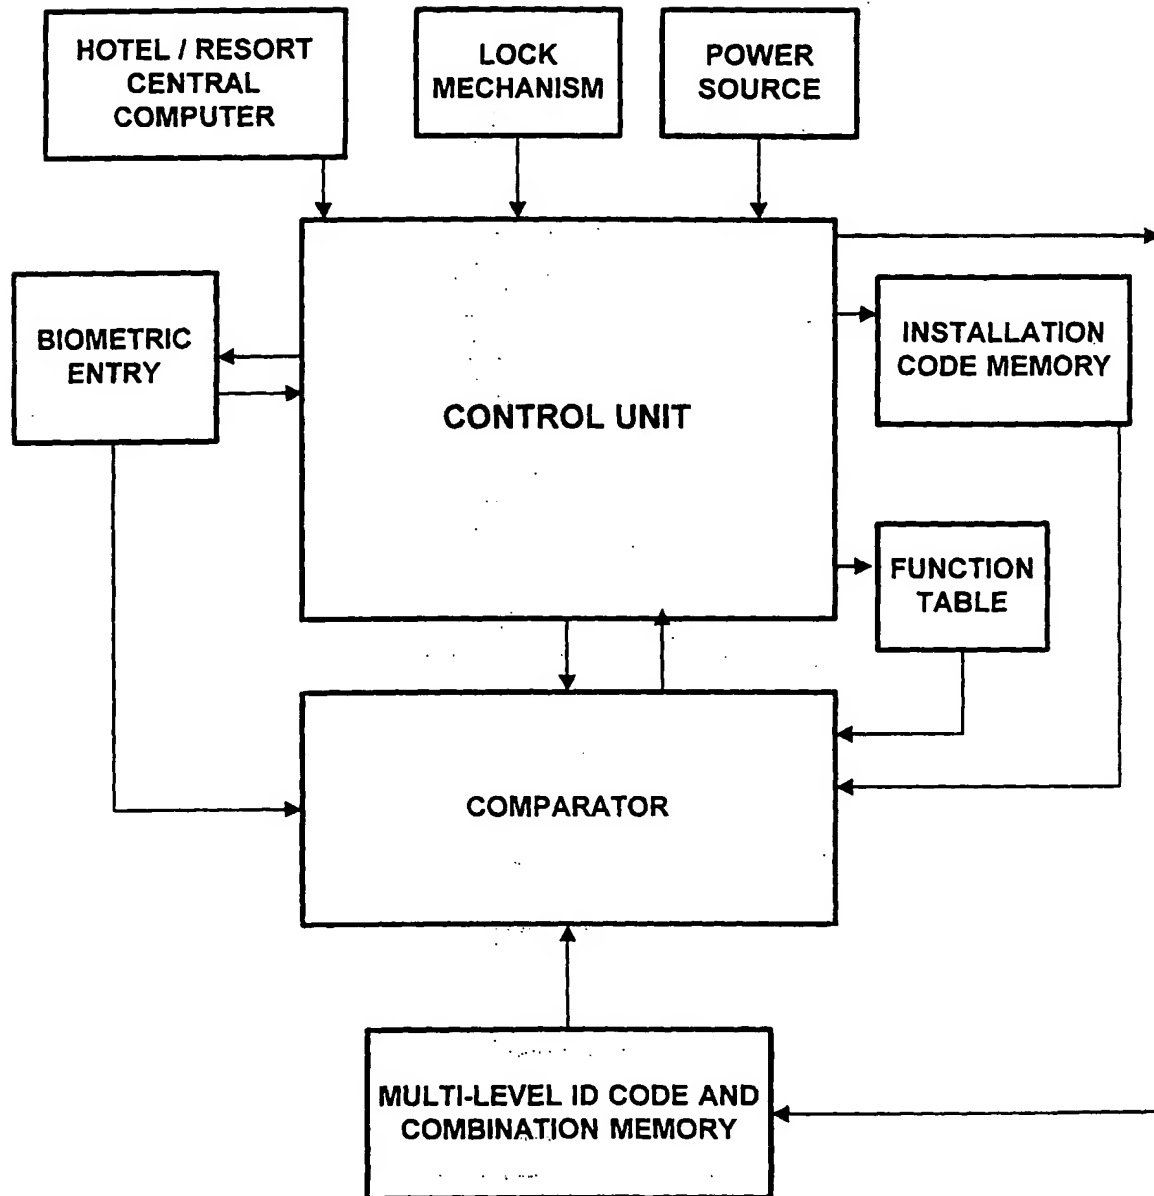 HOTEL / RESORT
CENTRAL
COMPUTER
LOCK
MECHANISM
POWER
SOURCE
BIOMETRIC
ENTRY
CONTROL UNIT
INSTALLATION
CODE MEMORY
FUNCTION
TABLE
COMPARATOR
MULTI-LEVEL ID CODE AND
COMBINATION MEMORY